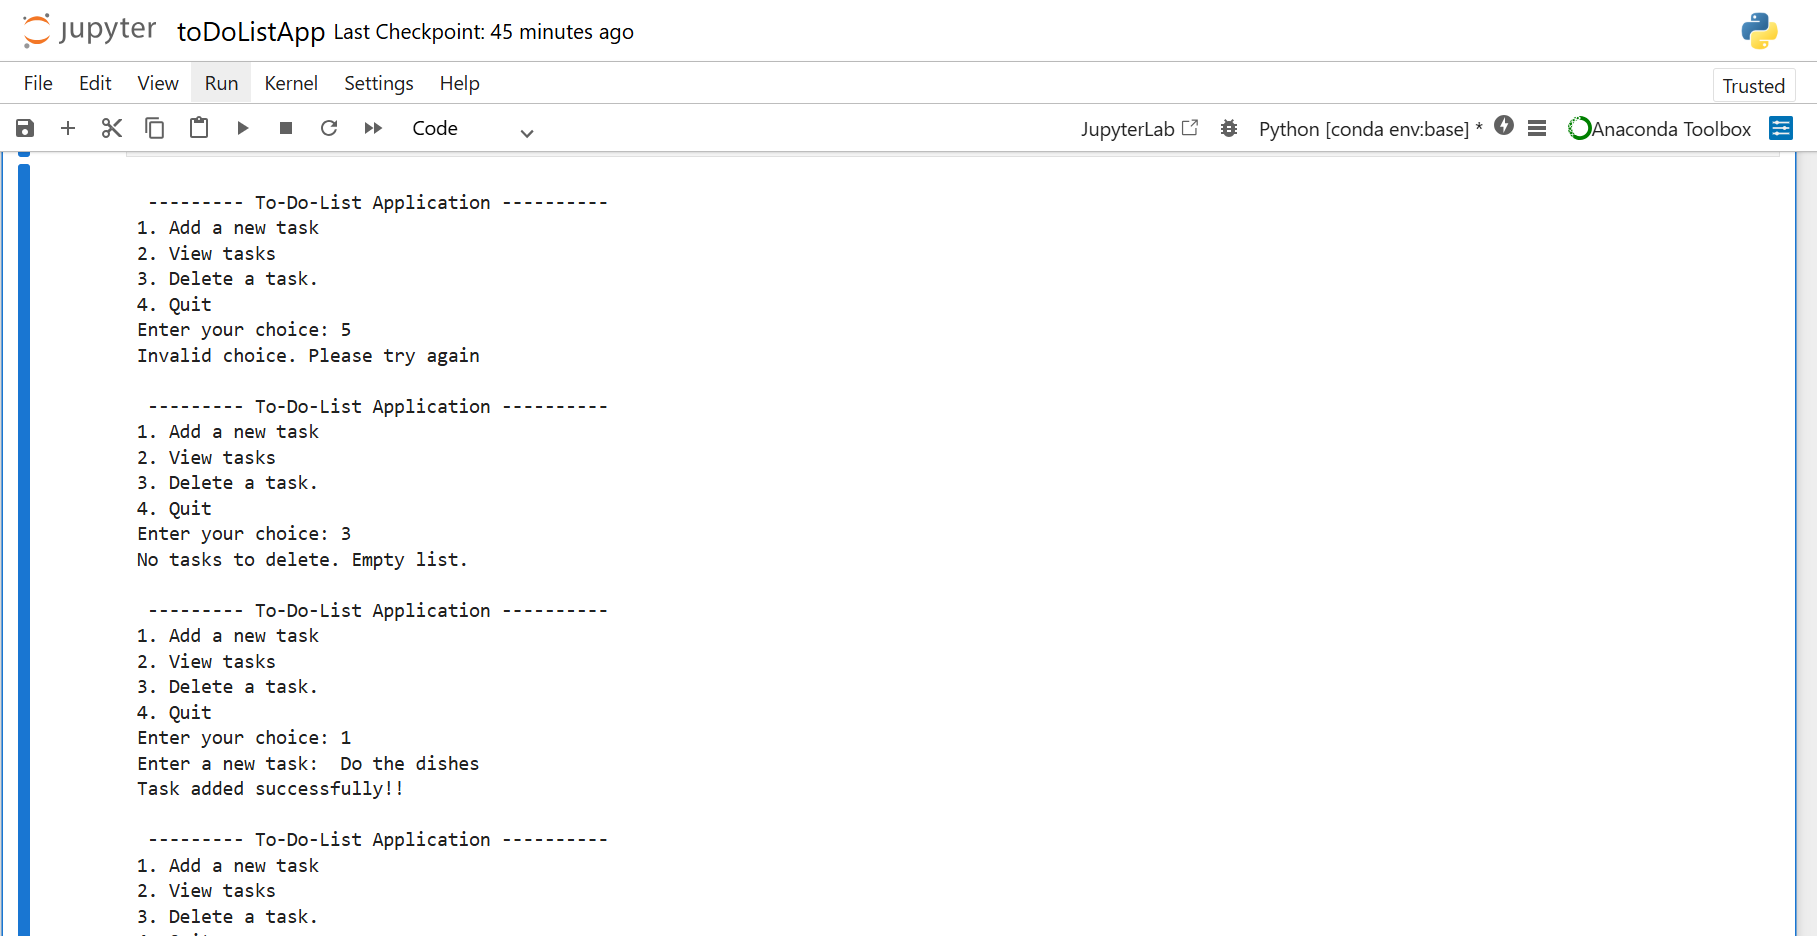 jupyter toDoListApp Last Checkpoint: 45 minutes ago
File Edit View Run Kernel Settings Help Trusted
Code JupyterLab Python [conda env:base] * Anaconda Toolbox
--------- To-Do-List Application ----------
1. Add a new task
2. View tasks
3. Delete a task.
4. Quit
Enter your choice: 5
Invalid choice. Please try again
--------- To-Do-List Application ----------
1. Add a new task
2. View tasks
3. Delete a task.
4. Quit
Enter your choice: 3
No tasks to delete. Empty list.
--------- To-Do-List Application ----------
1. Add a new task
2. View tasks
3. Delete a task.
4. Quit
Enter your choice: 1
Enter a new task:  Do the dishes
Task added successfully!!
--------- To-Do-List Application ----------
1. Add a new task
2. View tasks
3. Delete a task.